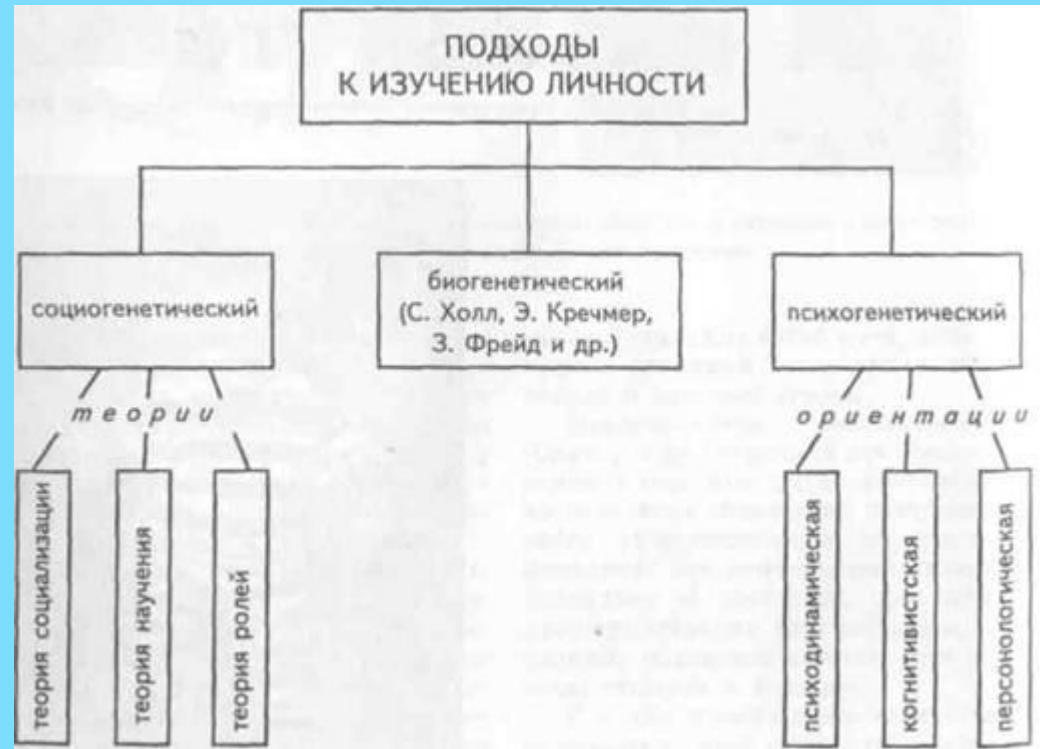 ПОДХОДЫ
К ИЗУЧЕНИЮ ЛИЧНОСТИ
социогенетический
биогенетический
(С. Холл, Э. Кречмер,
З. Фрейд и др.)
психогенетический
теории
ориентации
теория социализации
теория научения
теория ролей
психодинамическая
когнитивистская
персонологическая